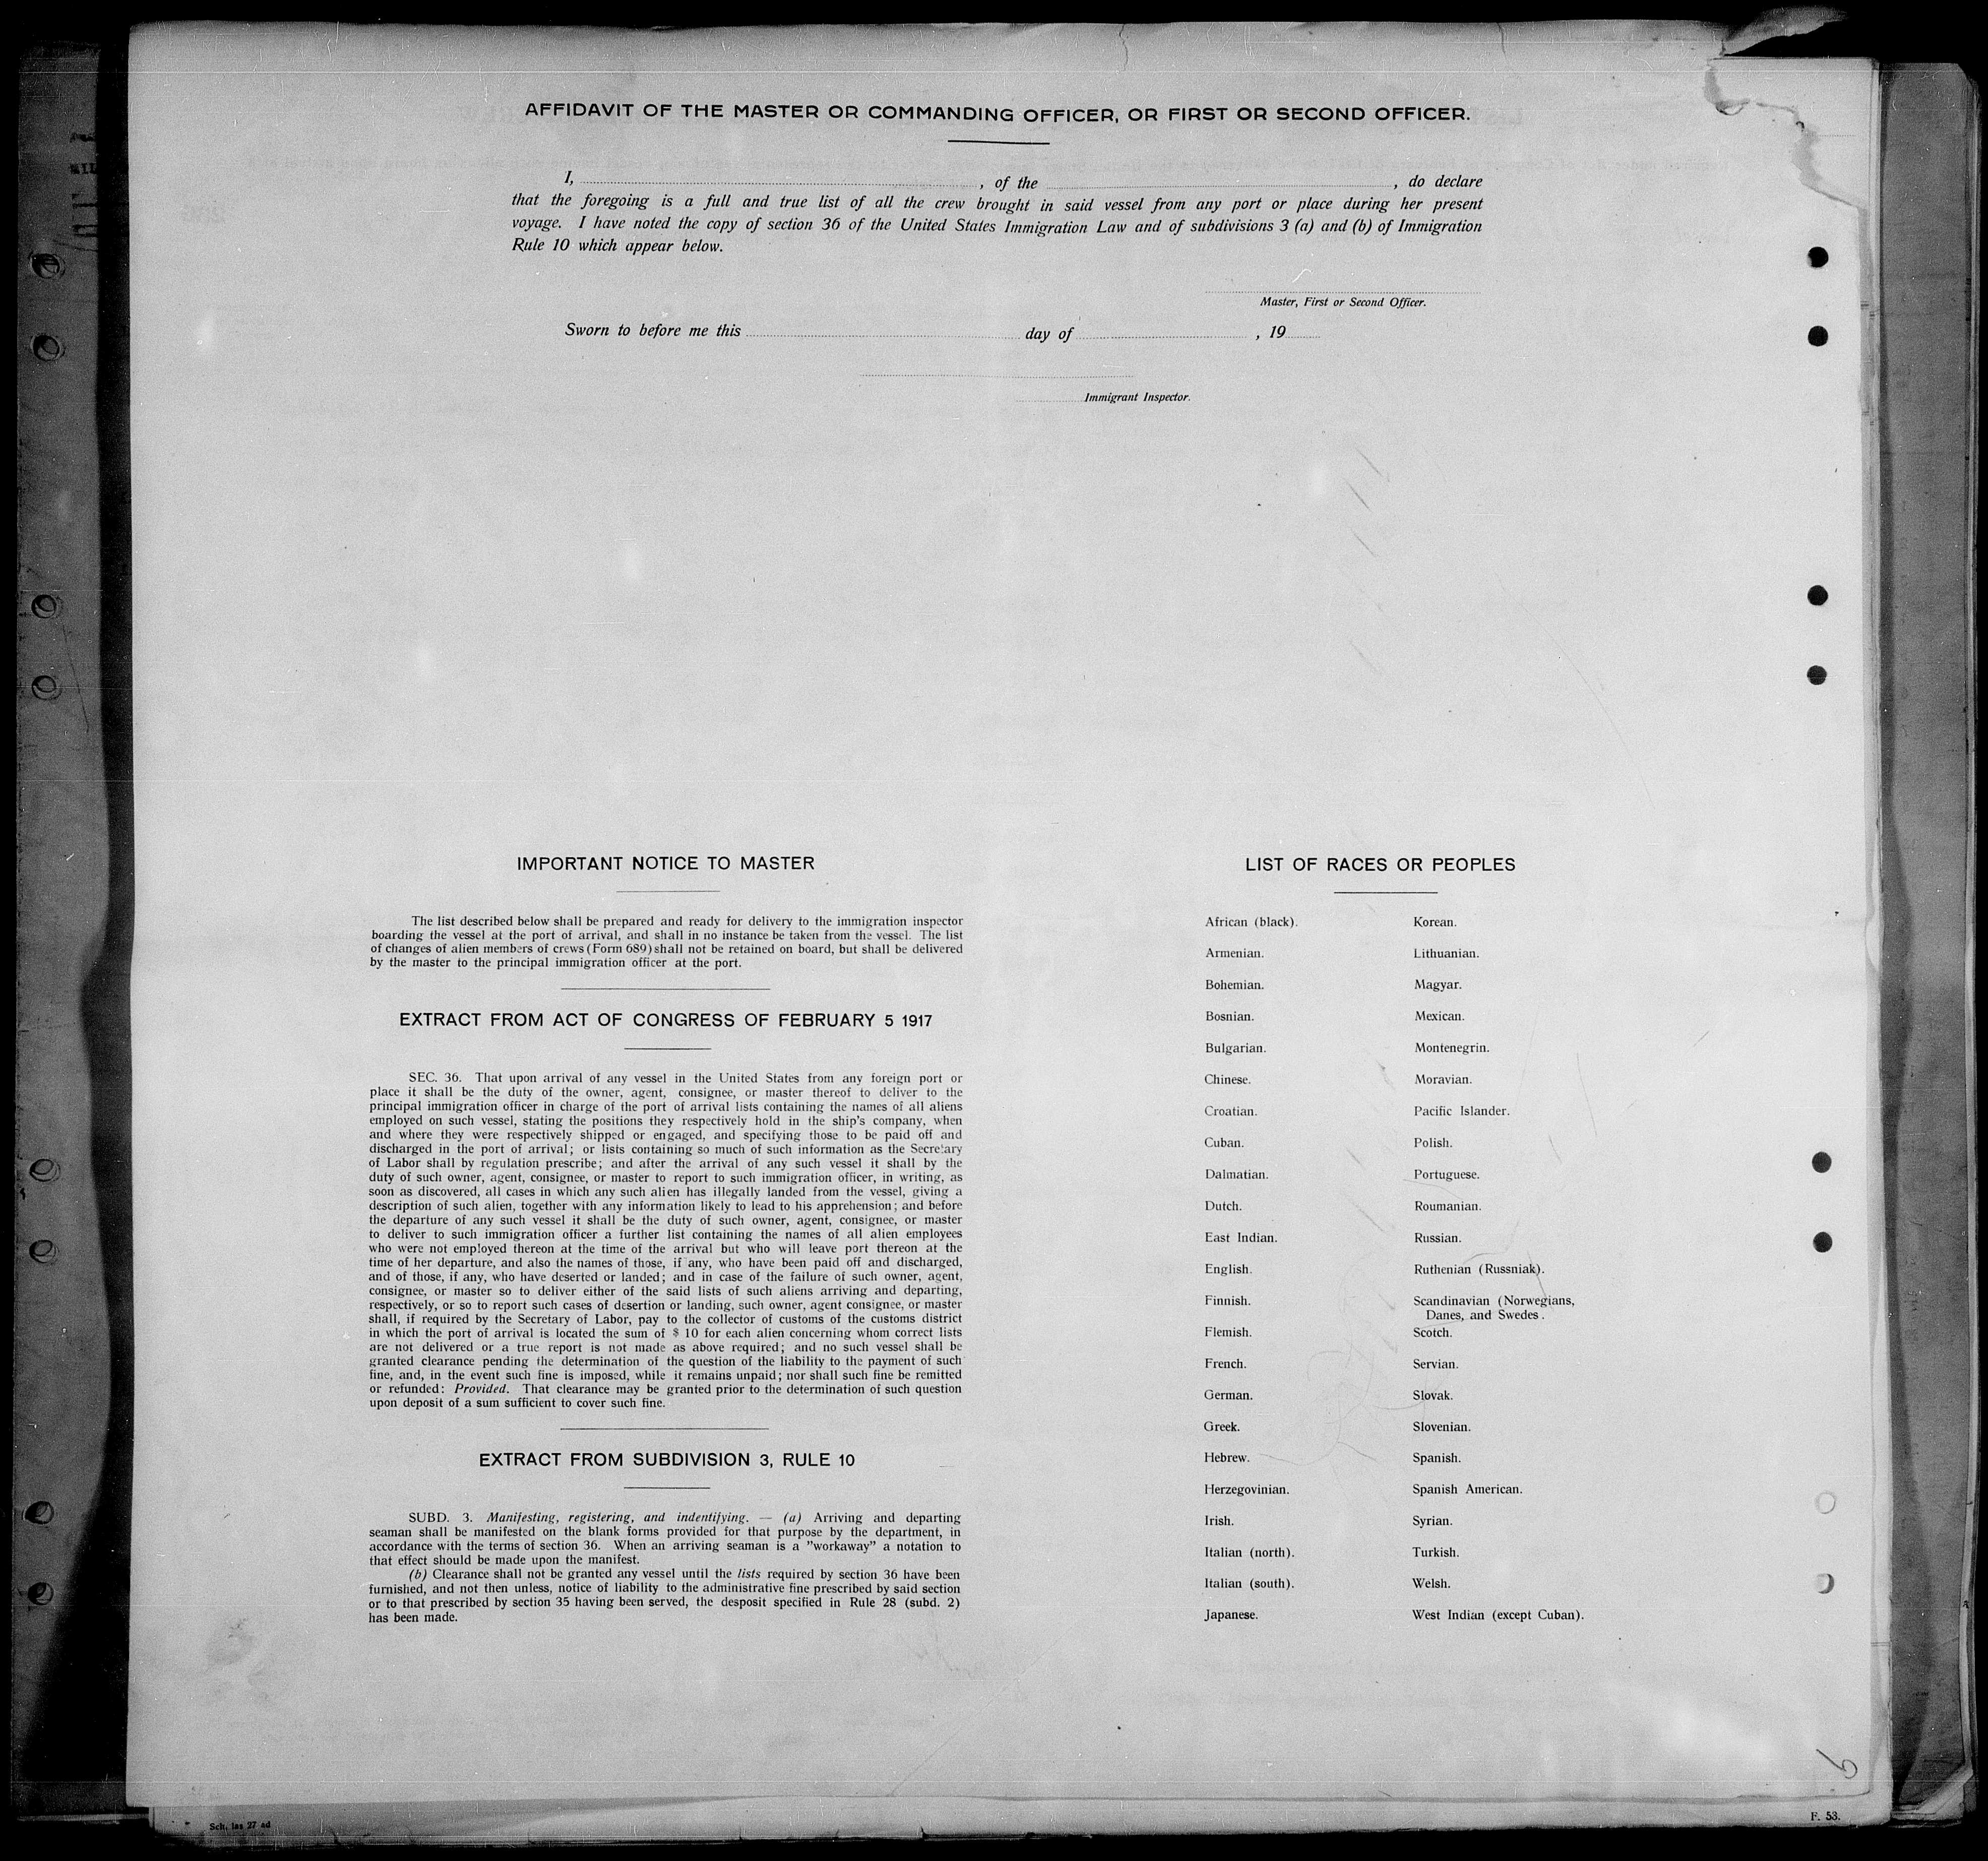 AFFIDAVIT OF THE MASTER OR COMMANDING OFFICER, OR FIRST OR SECOND OFFICER.
I, , of the , do declare
that the foregoing is a full and true list of all the crew brought in said vessel from any port or place during her present
voyage. I have noted the copy of section 36 of the United States Immigration Law and of subdivisions 3 (a) and (b) of Immigration
Rule 10 which appear below.
Master, First or Second Officer.
Sworn to before me this day of , 19
Immigrant Inspector.
IMPORTANT NOTICE TO MASTER
The list described below shall be prepared and ready for delivery to the immigration inspector
boarding the vessel at the port of arrival, and shall in no instance be taken from the vessel. The list
of changes of alien members of crews (Form 689) shall not be retained on board, but shall be delivered
by the master to the principal immigration officer at the port.
EXTRACT FROM ACT OF CONGRESS OF FEBRUARY 5 1917
SEC. 36. That upon arrival of any vessel in the United States from any foreign port or
place it shall be the duty of the owner, agent, consignee, or master thereof to deliver to the
principal immigration officer in charge of the port of arrival lists containing the names of all aliens
employed on such vessel, stating the positions they respectively hold in the ship's company, when
and where they were respectively shipped or engaged, and specifying those to be paid off and
discharged in the port of arrival; or lists containing so much of such information as the Secretary
of Labor shall by regulation prescribe; and after the arrival of any such vessel it shall by the
duty of such owner, agent, consignee, or master to report to such immigration officer, in writing, as
soon as discovered, all cases in which any such alien has illegally landed from the vessel, giving a
description of such alien, together with any information likely to lead to his apprehension; and before
the departure of any such vessel it shall be the duty of such owner, agent, consignee, or master
to deliver to such immigration officer a further list containing the names of all alien employees
who were not employed thereon at the time of the arrival but who will leave port thereon at the
time of her departure, and also the names of those, if any, who have been paid off and discharged,
and of those, if any, who have deserted or landed; and in case of the failure of such owner, agent,
consignee, or master so to deliver either of the said lists of such aliens arriving and departing,
respectively, or so to report such cases of desertion or landing, such owner, agent consignee, or master
shall, if required by the Secretary of Labor, pay to the collector of customs of the customs district
in which the port of arrival is located the sum of $ 10 for each alien concerning whom correct lists
are not delivered or a true report is not made as above required; and no such vessel shall be
granted clearance pending the determination of the question of the liability to the payment of such
fine, and, in the event such fine is imposed, while it remains unpaid; nor shall such fine be remitted
or refunded: Provided. That clearance may be granted prior to the determination of such question
upon deposit of a sum sufficient to cover such fine.
EXTRACT FROM SUBDIVISION 3, RULE 10
SUBD. 3. Manifesting, registering, and indentifying. — (a) Arriving and departing
seaman shall be manifested on the blank forms provided for that purpose by the department, in
accordance with the terms of section 36. When an arriving seaman is a "workaway" a notation to
that effect should be made upon the manifest.
(b) Clearance shall not be granted any vessel until the lists required by section 36 have been
furnished, and not then unless, notice of liability to the administrative fine prescribed by said section
or to that prescribed by section 35 having been served, the desposit specified in Rule 28 (subd. 2)
has been made.
LIST OF RACES OR PEOPLES
African (black).
Armenian.
Bohemian.
Bosnian.
Bulgarian.
Chinese.
Croatian.
Cuban.
Dalmatian.
Dutch.
East Indian.
English.
Finnish.
Flemish.
French.
German.
Greek.
Hebrew.
Herzegovinian.
Irish.
Italian (north).
Italian (south).
Japanese.
Korean.
Lithuanian.
Magyar.
Mexican.
Montenegrin.
Moravian.
Pacific Islander.
Polish.
Portuguese.
Roumanian.
Russian.
Ruthenian (Russniak).
Scandinavian (Norwegians,
Danes, and Swedes.
Scotch.
Servian.
Slovak.
Slovenian.
Spanish.
Spanish American.
Syrian.
Turkish.
Welsh.
West Indian (except Cuban).
Sch. las 27 ad
F. 53.